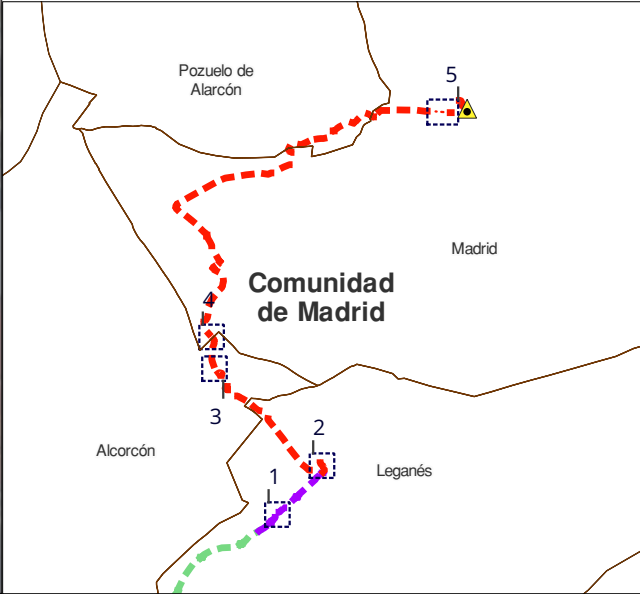 Pozuelo de
Alarcón
5
Madrid
Comunidad
de Madrid
4
3
Alcorcón
2
Leganés
1